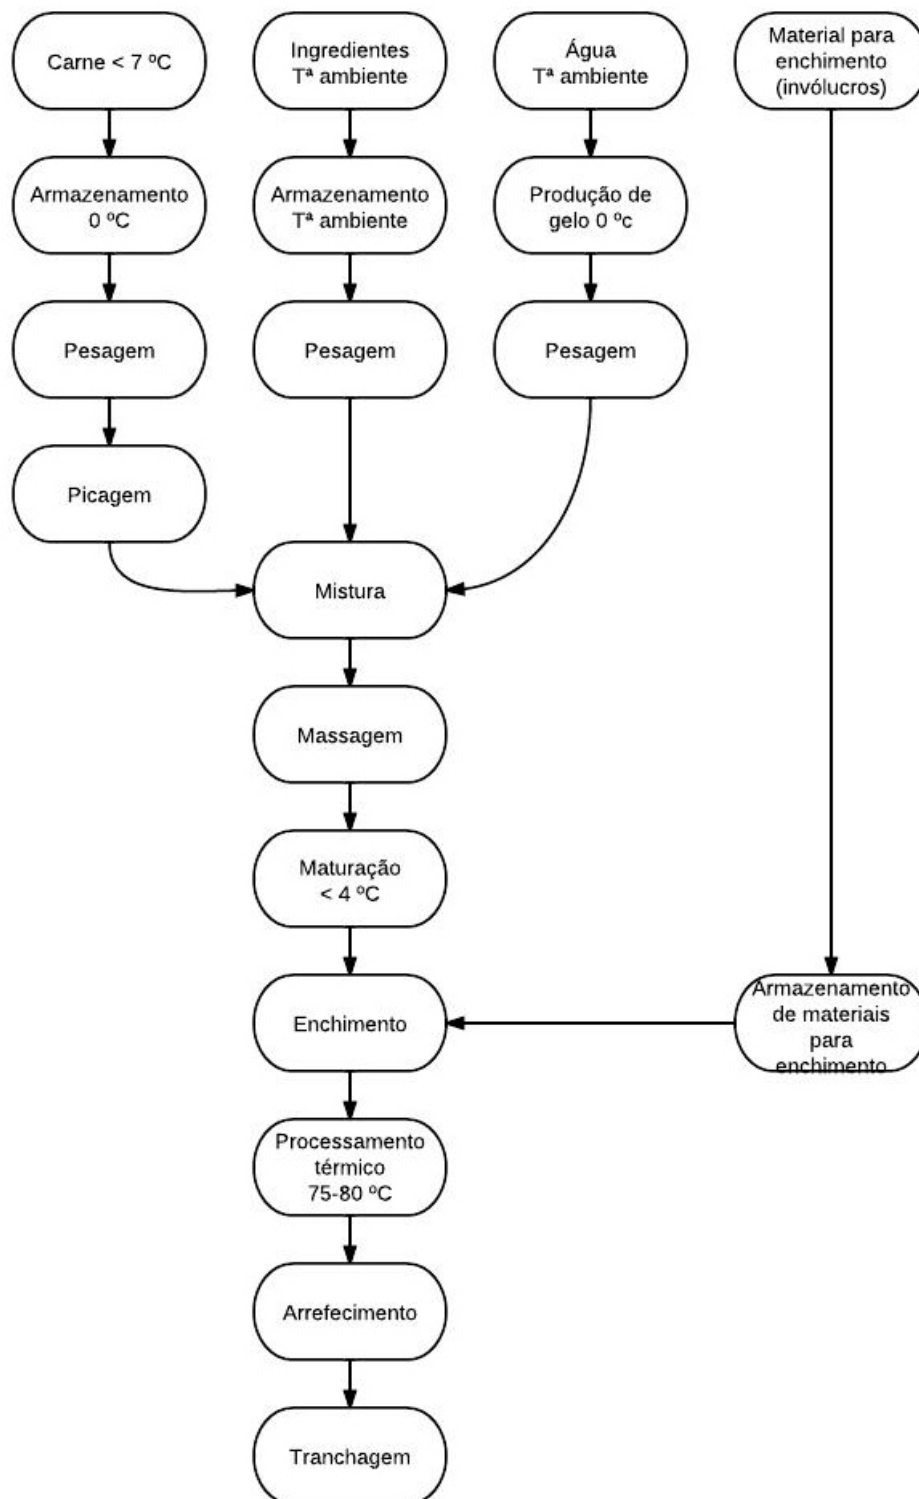 Carne < 7 ºC
Ingredientes
Tª ambiente
Água
Tª ambiente
Material para
enchimento
(invólucros)
Armazenamento
0 ºC
Armazenamento
Tª ambiente
Produção de
gelo 0 ºc
Pesagem
Pesagem
Pesagem
Picagem
Mistura
Massagem
Maturação
< 4 ºC
Enchimento
Armazenamento
de materiais
para
enchimento
Processamento
térmico
75-80 ºC
Arrefecimento
Tranchagem